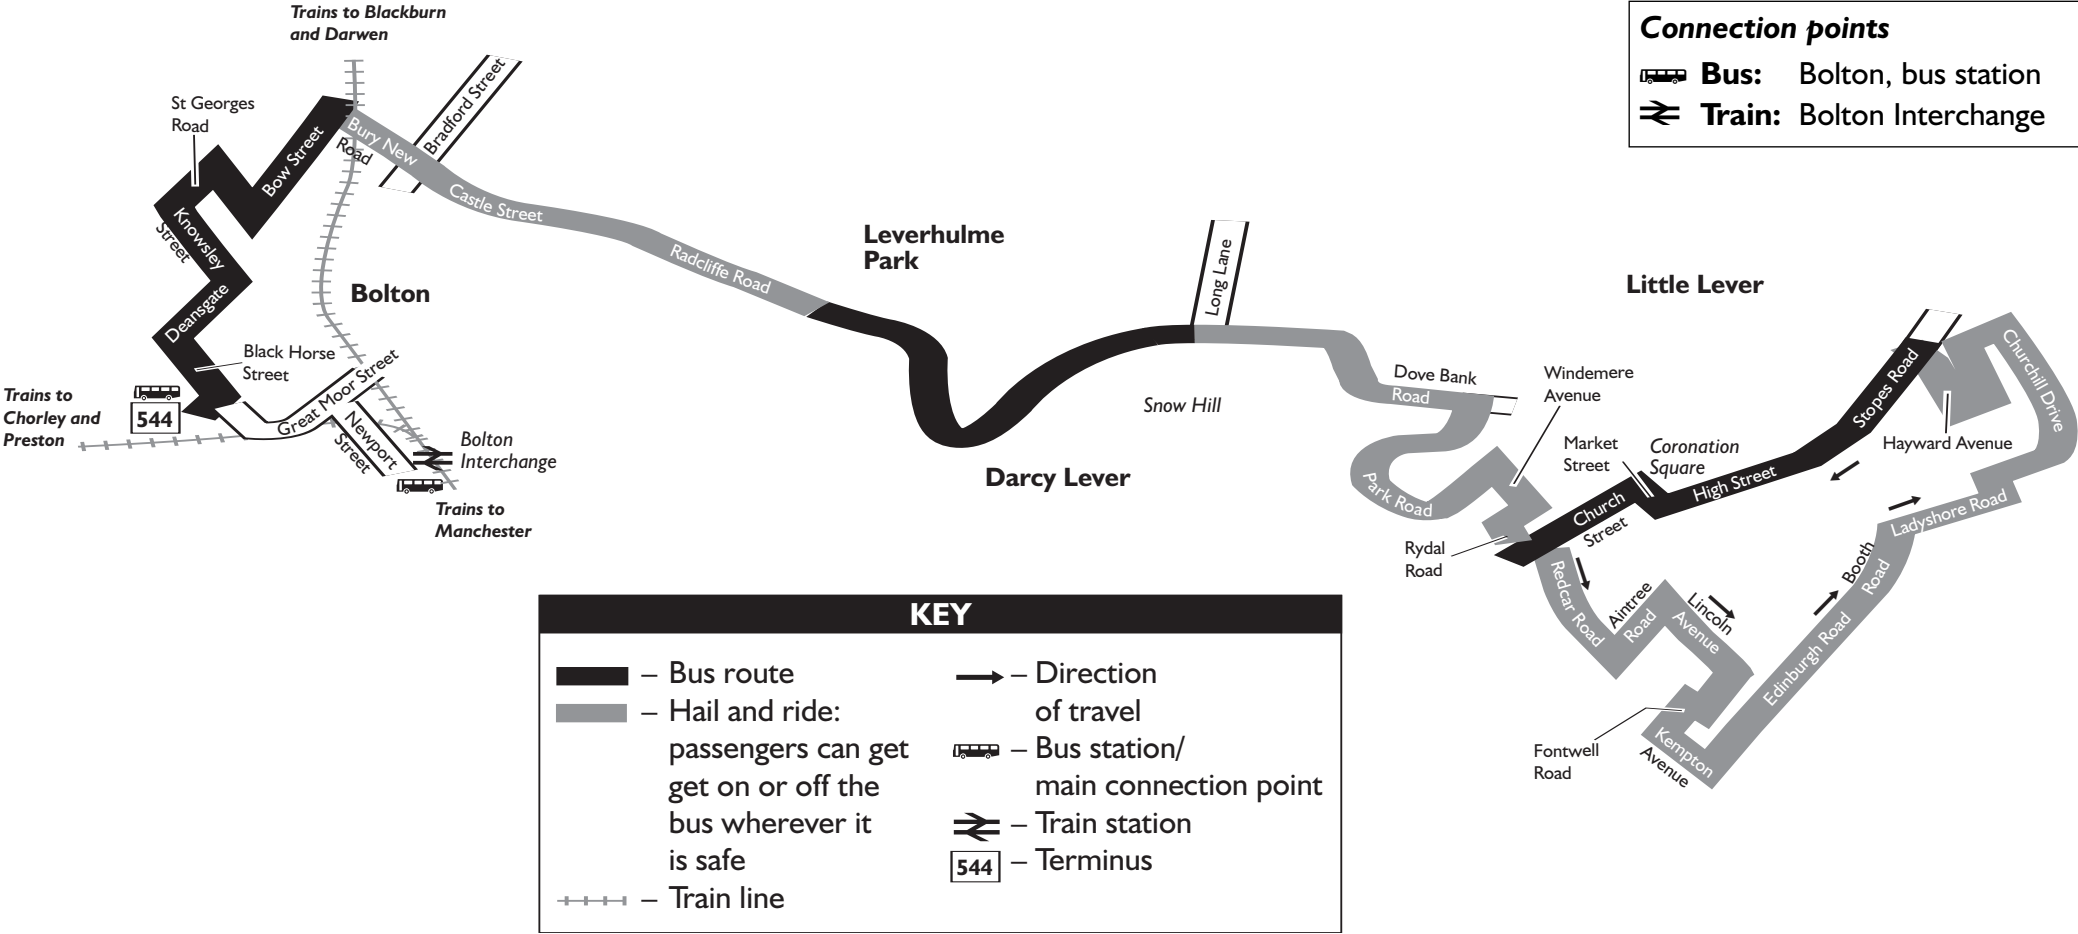 Trains to Blackburn
and Darwen
Connection points
Bus: Bolton, bus station
Train: Bolton Interchange
St Georges
Road
Bow Street
Bury New
Road
Bradford Street
Castle Street
Knowsley
Street
Deansgate
Bolton
Radcliffe Road
Leverhulme
Park
Long Lane
Little Lever
Black Horse
Street
Great Moor Street
Newport
Street
Trains to
Chorley and
Preston
544
Bolton
Interchange
Trains to
Manchester
Darcy Lever
Snow Hill
Dove Bank
Road
Park Road
Windemere
Avenue
Market
Street
Coronation
Square
Church
Street
High Street
Stopes Road
Hayward Avenue
Churchill Drive
Ladyshore Road
Rydal
Road
Redcar Road
Aintree
Road
Lincoln
Avenue
Booth
Road
Edinburgh Road
Fontwell
Road
Kempton
Avenue
KEY
– Bus route
– Hail and ride:
passengers can get
get on or off the
bus wherever it
is safe
– Train line
– Direction
of travel
– Bus station/
main connection point
– Train station
544 – Terminus